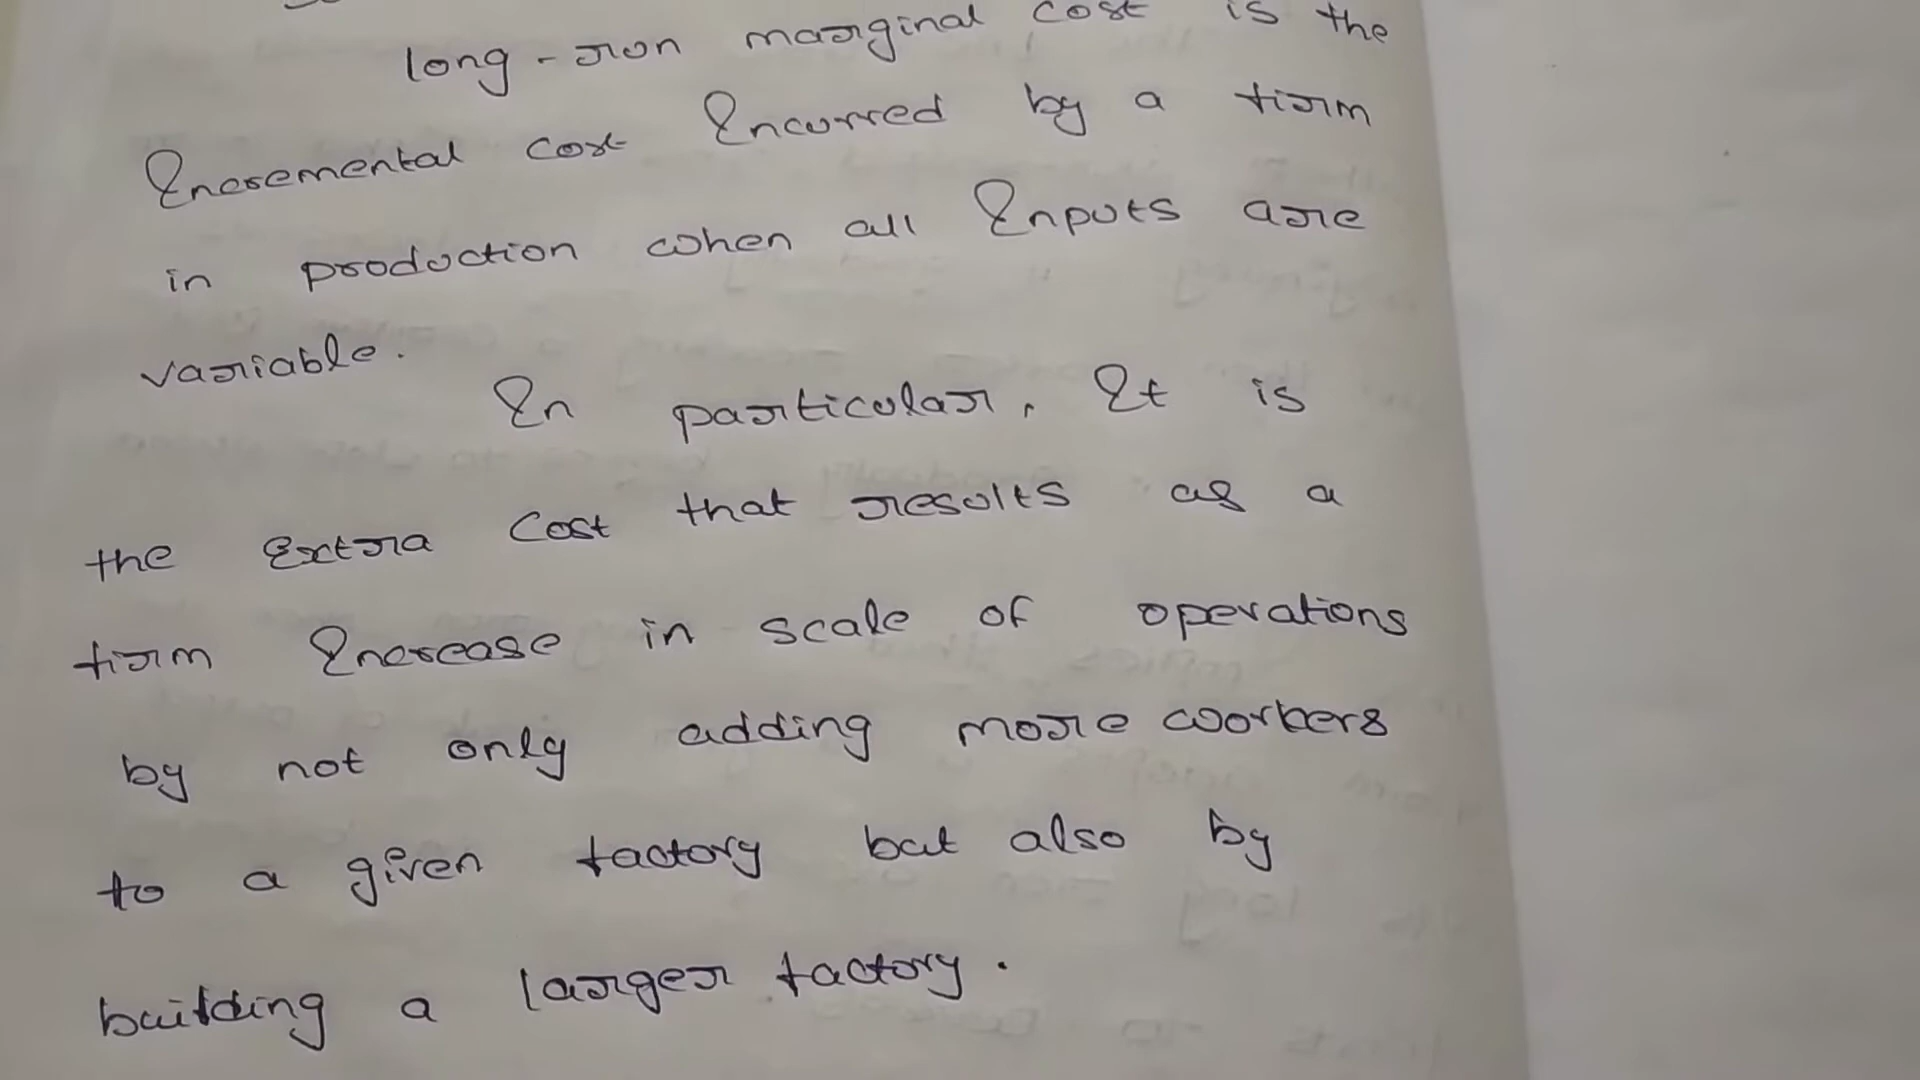 long-run marginal cost is the
Incremental cost Incurred by a firm
in production when all Inputs are
variable.
In particular, It is
the Extra Cost that results as a
firm Increase in scale of operations
by not only adding more workers
to a given factory but also by
building a larger factory.